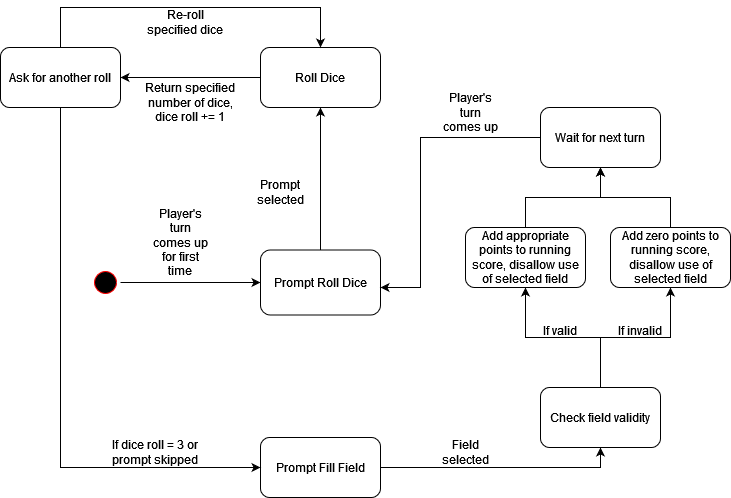 Re-roll
specified dice
Ask for another roll
Roll Dice
Return specified
number of dice,
dice roll += 1
Player's
turn
comes up
Wait for next turn
Prompt
selected
Player's
turn
comes up
for first
time
Prompt Roll Dice
Add appropriate
points to running
score, disallow use
of selected field
Add zero points to
running score,
disallow use of
selected field
If valid
If invalid
Check field validity
If dice roll = 3 or
prompt skipped
Prompt Fill Field
Field
selected